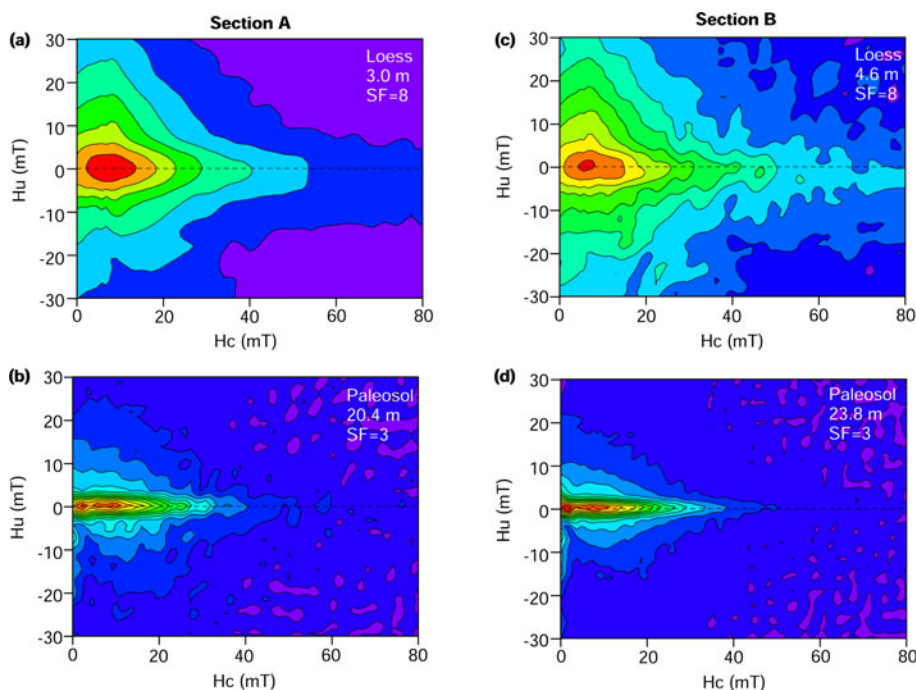 Section A
Section B
(a)
30
20
10
0
-10
-20
-30
Hu (mT)
Loess
3.0 m
SF=8
0
20
40
60
80
Hc (mT)
(c)
30
20
10
0
-10
-20
-30
Hu (mT)
Loess
4.6 m
SF=8
0
20
40
60
80
Hc (mT)
(b)
30
20
10
0
-10
-20
-30
Hu (mT)
Paleosol
20.4 m
SF=3
0
20
40
60
80
Hc (mT)
(d)
30
20
10
0
-10
-20
-30
Hu (mT)
Paleosol
23.8 m
SF=3
0
20
40
60
80
Hc (mT)